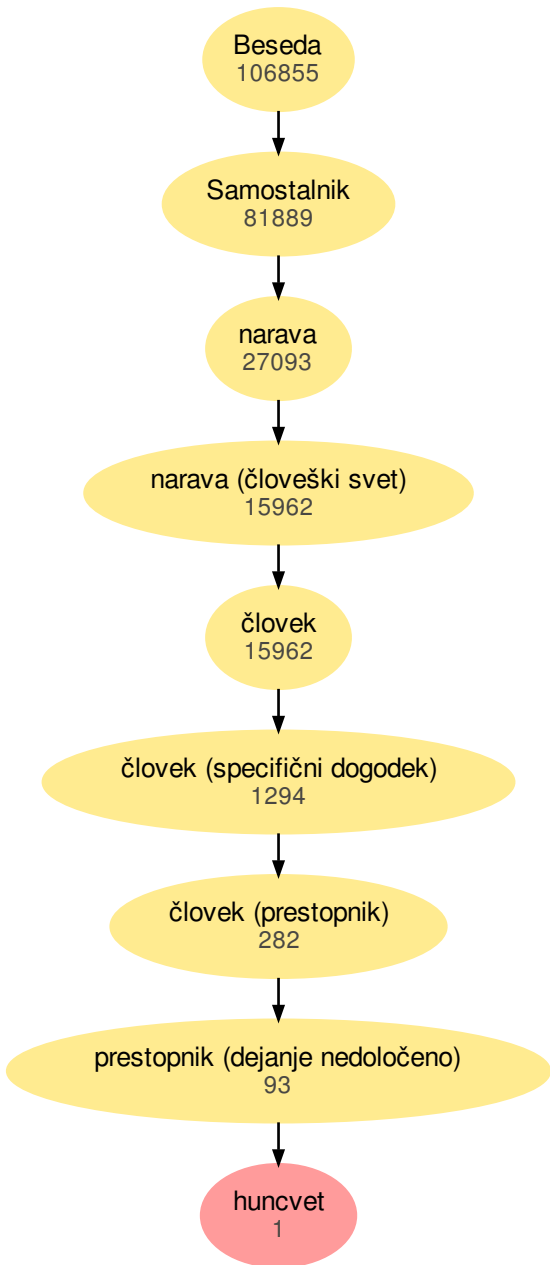 Beseda
106855
Samostalnik
81889
narava
27093
narava (človeški svet)
15962
človek
15962
človek (specifični dogodek)
1294
človek (prestopnik)
282
prestopnik (dejanje nedoločeno)
93
huncvet
1